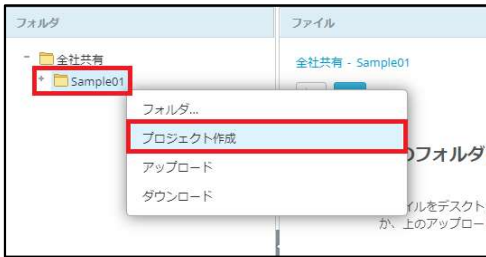 フォルダ
ファイル
全社共有
Sample01
全社共有 - Sample01
フォルダ...
プロジェクト作成
アップロード
ダウンロード
のフォルダ
イルをデスクト
か、上のアップロー